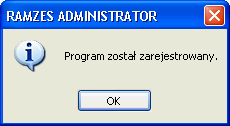 RAMZES ADMINISTRATOR
Program został zarejestrowany.
OK